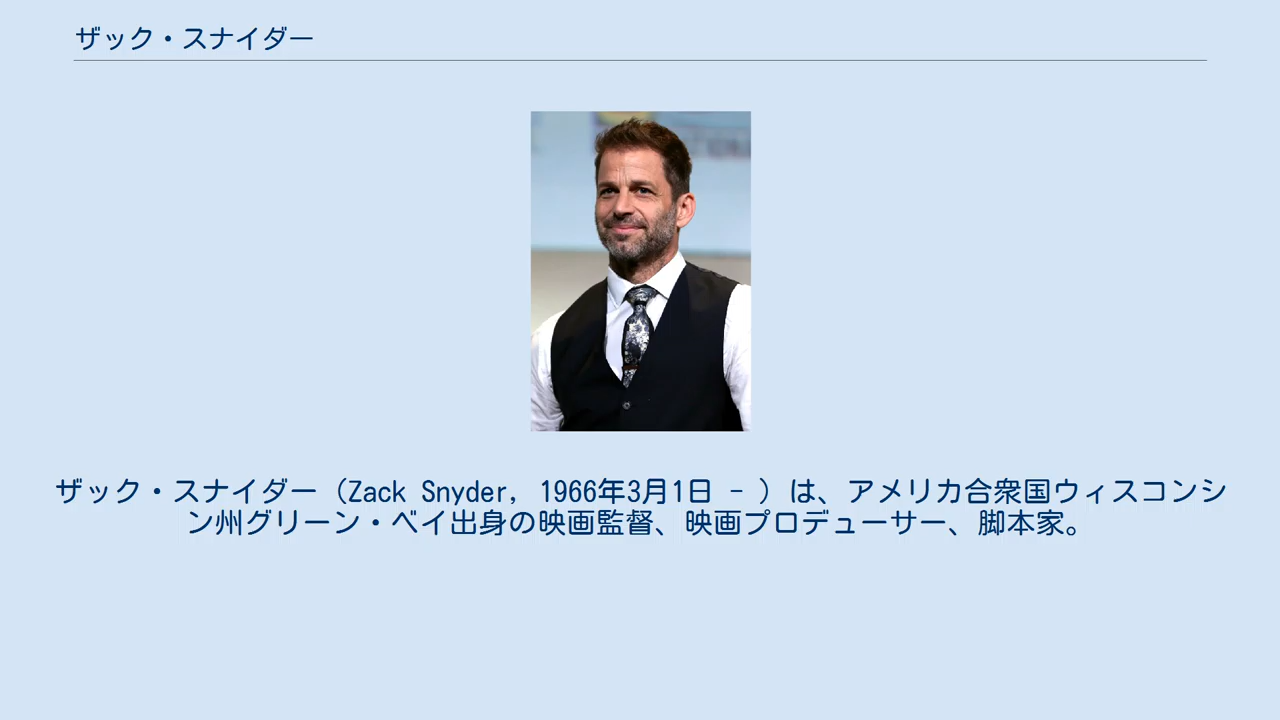 ザック・スナイダー
ザック・スナイダー（Zack Snyder, 1966年3月1日 - ）は、アメリカ合衆国ウィスコンシ
ン州グリーン・ベイ出身の映画監督、映画プロデューサー、脚本家。